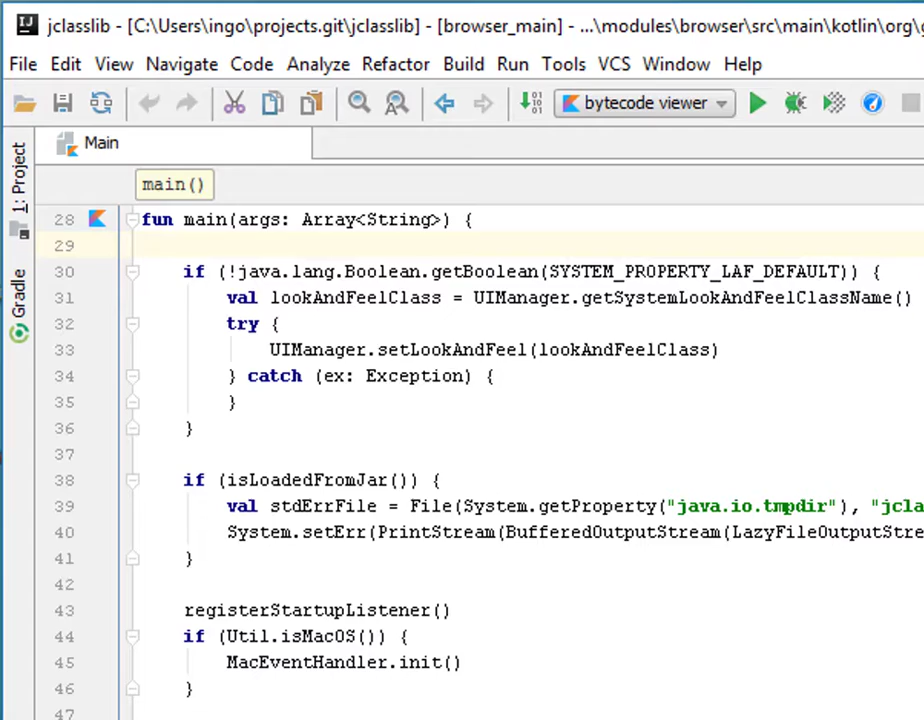 jclasslib - [C:\Users\ingo\projects.git\jclasslib] - [browser_main] - ...\modules\browser\src\main\kotlin\org\
File Edit View Navigate Code Analyze Refactor Build Run Tools VCS Window Help
bytecode viewer
1: Project
Gradle
Main
main()
28 fun main(args: Array<String>) {
29
30 if (!java.lang.Boolean.getBoolean(SYSTEM_PROPERTY_LAF_DEFAULT)) {
31 val lookAndFeelClass = UIManager.getSystemLookAndFeelClassName()
32 try {
33 UIManager.setLookAndFeel(lookAndFeelClass)
34 } catch (ex: Exception) {
35 }
36 }
37
38 if (isLoadedFromJar()) {
39 val stdErrFile = File(System.getProperty("java.io.tmpdir"), "jcla
40 System.setErr(PrintStream(BufferedOutputStream(LazyFileOutputStre
41 }
42
43 registerStartupListener()
44 if (Util.isMacOS()) {
45 MacEventHandler.init()
46 }
47